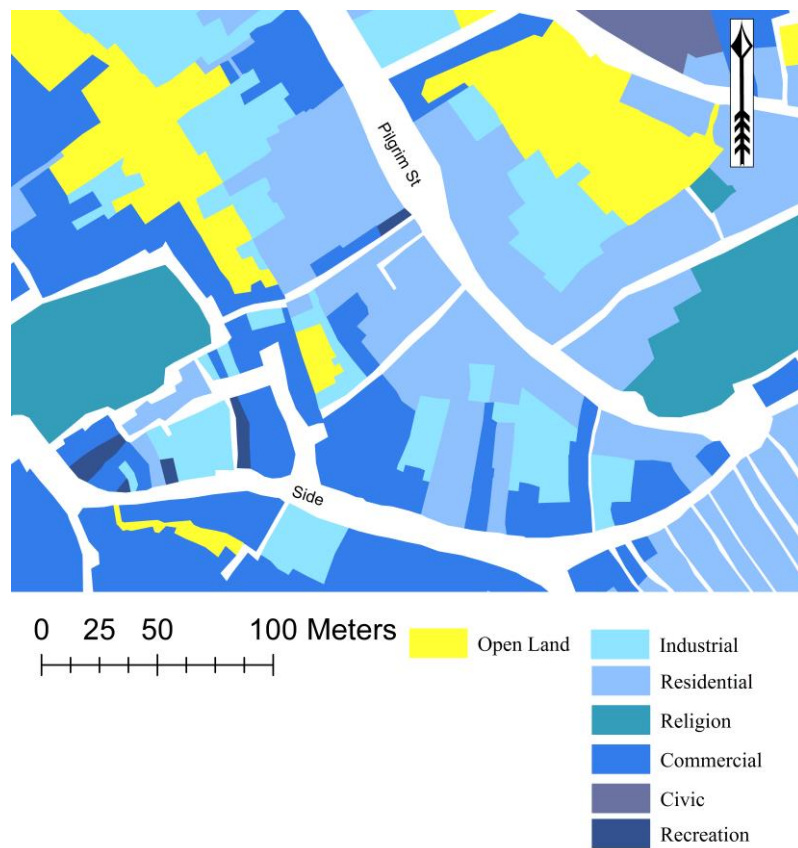 Pilgrim St
Side
0 25 50 100 Meters
Open Land
Industrial
Residential
Religion
Commercial
Civic
Recreation